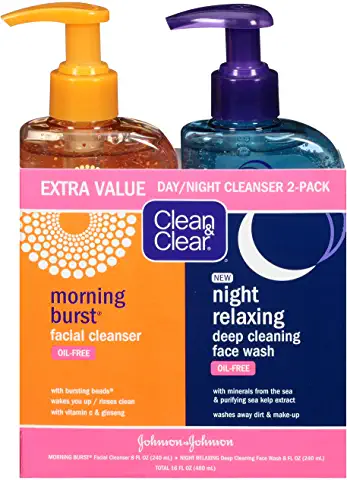 EXTRA VALUE DAY/NIGHT CLEANSER 2-PACK
Clean &
Clear®
morning
burst®
facial cleanser
OIL-FREE
with bursting beads®
wakes you up / rinses clean
with vitamin c & ginseng
NEW
night
relaxing
deep cleaning
face wash
OIL-FREE
with minerals from the sea
& purifying sea kelp extract
washes away dirt & make-up
Johnson & Johnson
MORNING BURST® Facial Cleanser 8 FL OZ (240 mL) • NIGHT RELAXING Deep Cleaning Face Wash 8 FL OZ (240 mL)
TOTAL 16 FL OZ (480 mL)